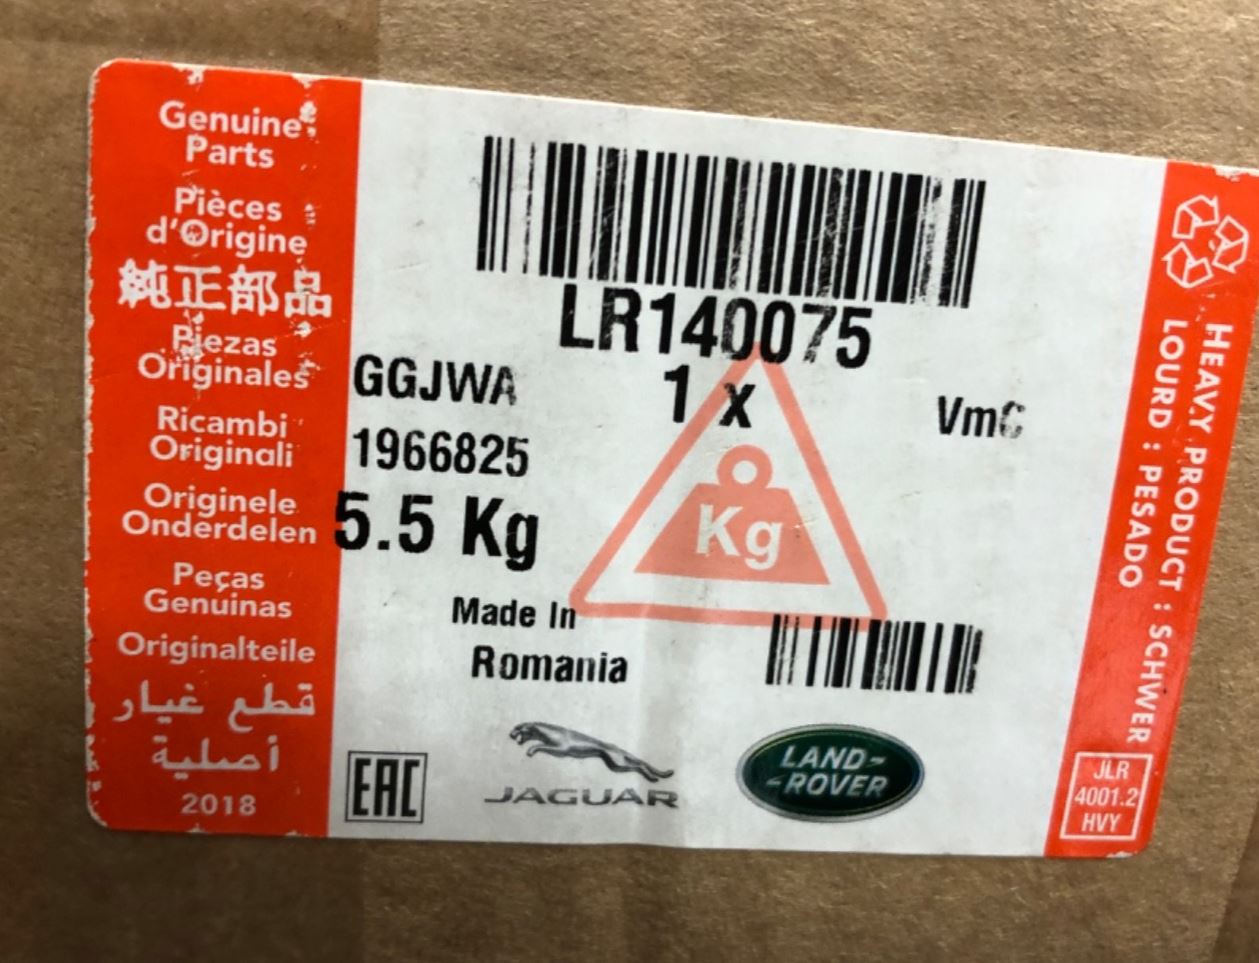 Genuine
Parts
Pièces
d'Origine
純正部品
Piezas
Originales
Ricambi
Originali
Originele
Onderdelen
Peças
Genuinas
Originalteile
قطع غيار
أصلية
2018
LR140075
GGJWA
1 x
VmC
1966825
5.5 Kg
Kg
Made In
Romania
EAC
JAGUAR
LAND-
-ROVER
HEAVY PRODUCT : SCHWER
LOURD : PESADO
JLR
4001.2
HVY